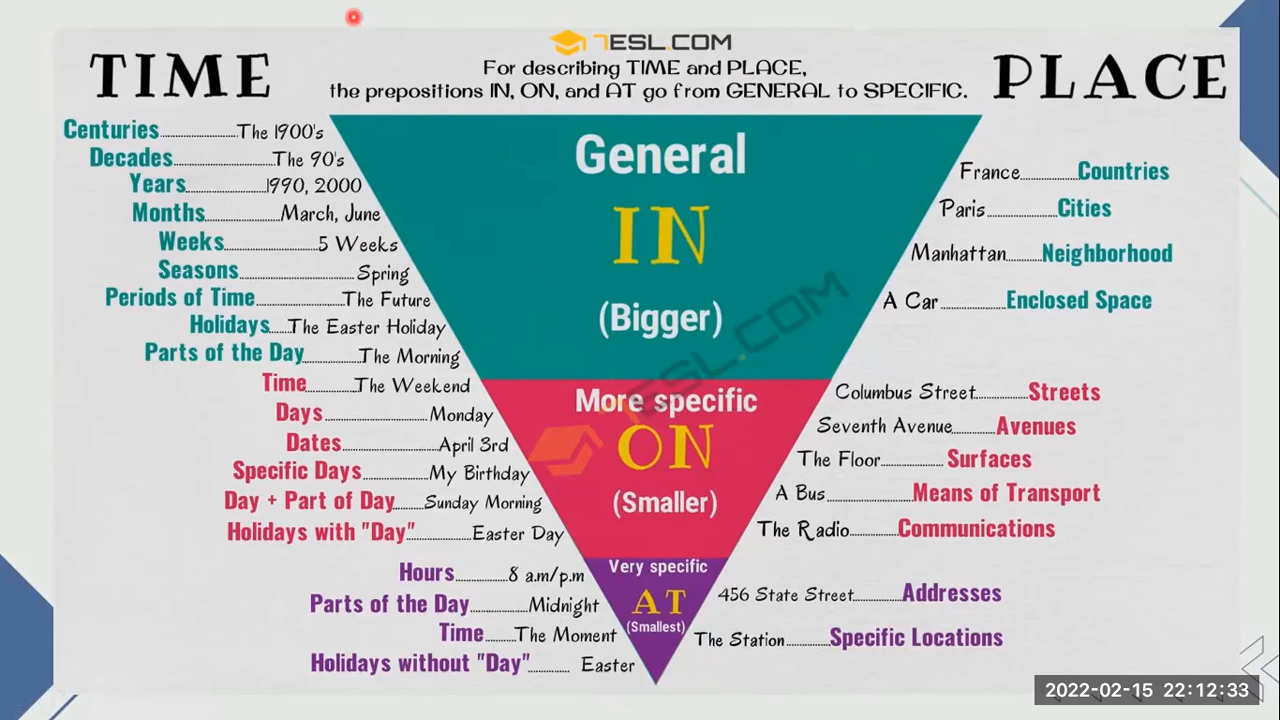 7ESL.COM
TIME
For describing TIME and PLACE,
the prepositions IN, ON, and AT go from GENERAL to SPECIFIC.
PLACE
Centuries..........The 1900's
Decades..........The 90's
Years..........1990, 2000
Months..........March, June
Weeks..........5 Weeks
Seasons..........Spring
Periods of Time..........The Future
Holidays......The Easter Holiday
Parts of the Day..........The Morning
Time..........The Weekend
Days..........Monday
Dates..........April 3rd
Specific Days..........My Birthday
Day + Part of Day......Sunday Morning
Holidays with "Day"..........Easter Day
Hours..........8 a.m/p.m
Parts of the Day..........Midnight
Time......The Moment
Holidays without "Day"...... Easter
General
IN
(Bigger)
More specific
ON
(Smaller)
Very specific
AT
(Smallest)
7ESL.COM
France..........Countries
Paris..........Cities
Manhattan......Neighborhood
A Car..........Enclosed Space
Columbus Street..........Streets
Seventh Avenue..........Avenues
The Floor.......... Surfaces
A Bus..........Means of Transport
The Radio..........Communications
456 State Street..........Addresses
The Station..........Specific Locations
2022-02-15 22:12:33